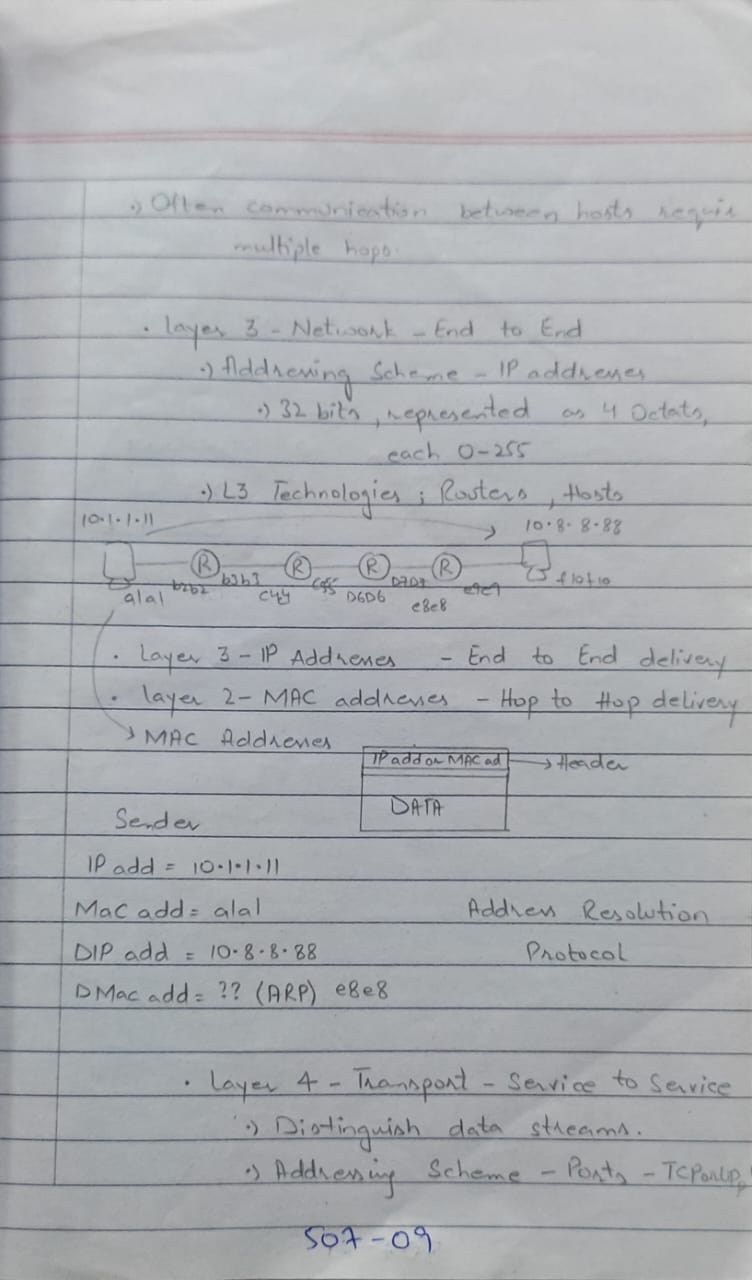 ·) Often communication between hosts requir
multiple hops.
· Layer 3 - Network - End to End
·) Addressing Scheme - IP addresses
·) 32 bits, represented as 4 Octats,
each 0-255
·) L3 Technologies ; Routers, Hosts
10.1.1.11 10.8.8.88
R R R R
a1a1 b2b2 b3b3 C4y C5s5 D6D6 D7D7 e8e8 e9e9 f10f10
· Layer 3 - IP Addresses - End to End delivery
· layer 2 - MAC addresses - Hop to Hop delivery
MAC Addresses
IP add or MAC ad → Header
DATA
Sender
IP add = 10.1.1.11
Mac add = a1a1 Address Resolution
DIP add = 10.8.8.88 Protocol
DMac add = ?? (ARP) e8e8
· Layer 4 - Transport - Service to Service
·) Distinguish data streams.
·) Addressing Scheme - Ports - TCP or UDP
S07-09